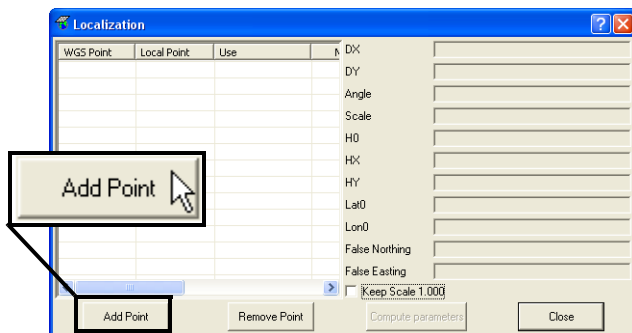 Localization
WGS Point Local Point Use
DX
DY
Angle
Scale
H0
HX
HY
Lat0
Lon0
False Northing
False Easting
Keep Scale 1.000
Add Point
Add Point Remove Point Compute parameters Close